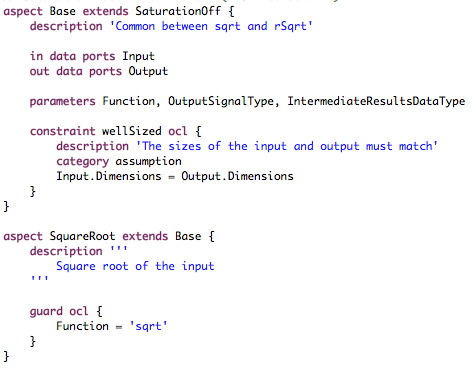 aspect Base extends SaturationOff {
description 'Common between sqrt and rSqrt'
in data ports Input
out data ports Output
parameters Function, OutputSignalType, IntermediateResultsDataType
constraint wellSized ocl {
description 'The sizes of the input and output must match'
category assumption
Input.Dimensions = Output.Dimensions
}
}
aspect SquareRoot extends Base {
description '''
Square root of the input
'''
guard ocl {
Function = 'sqrt'
}
}